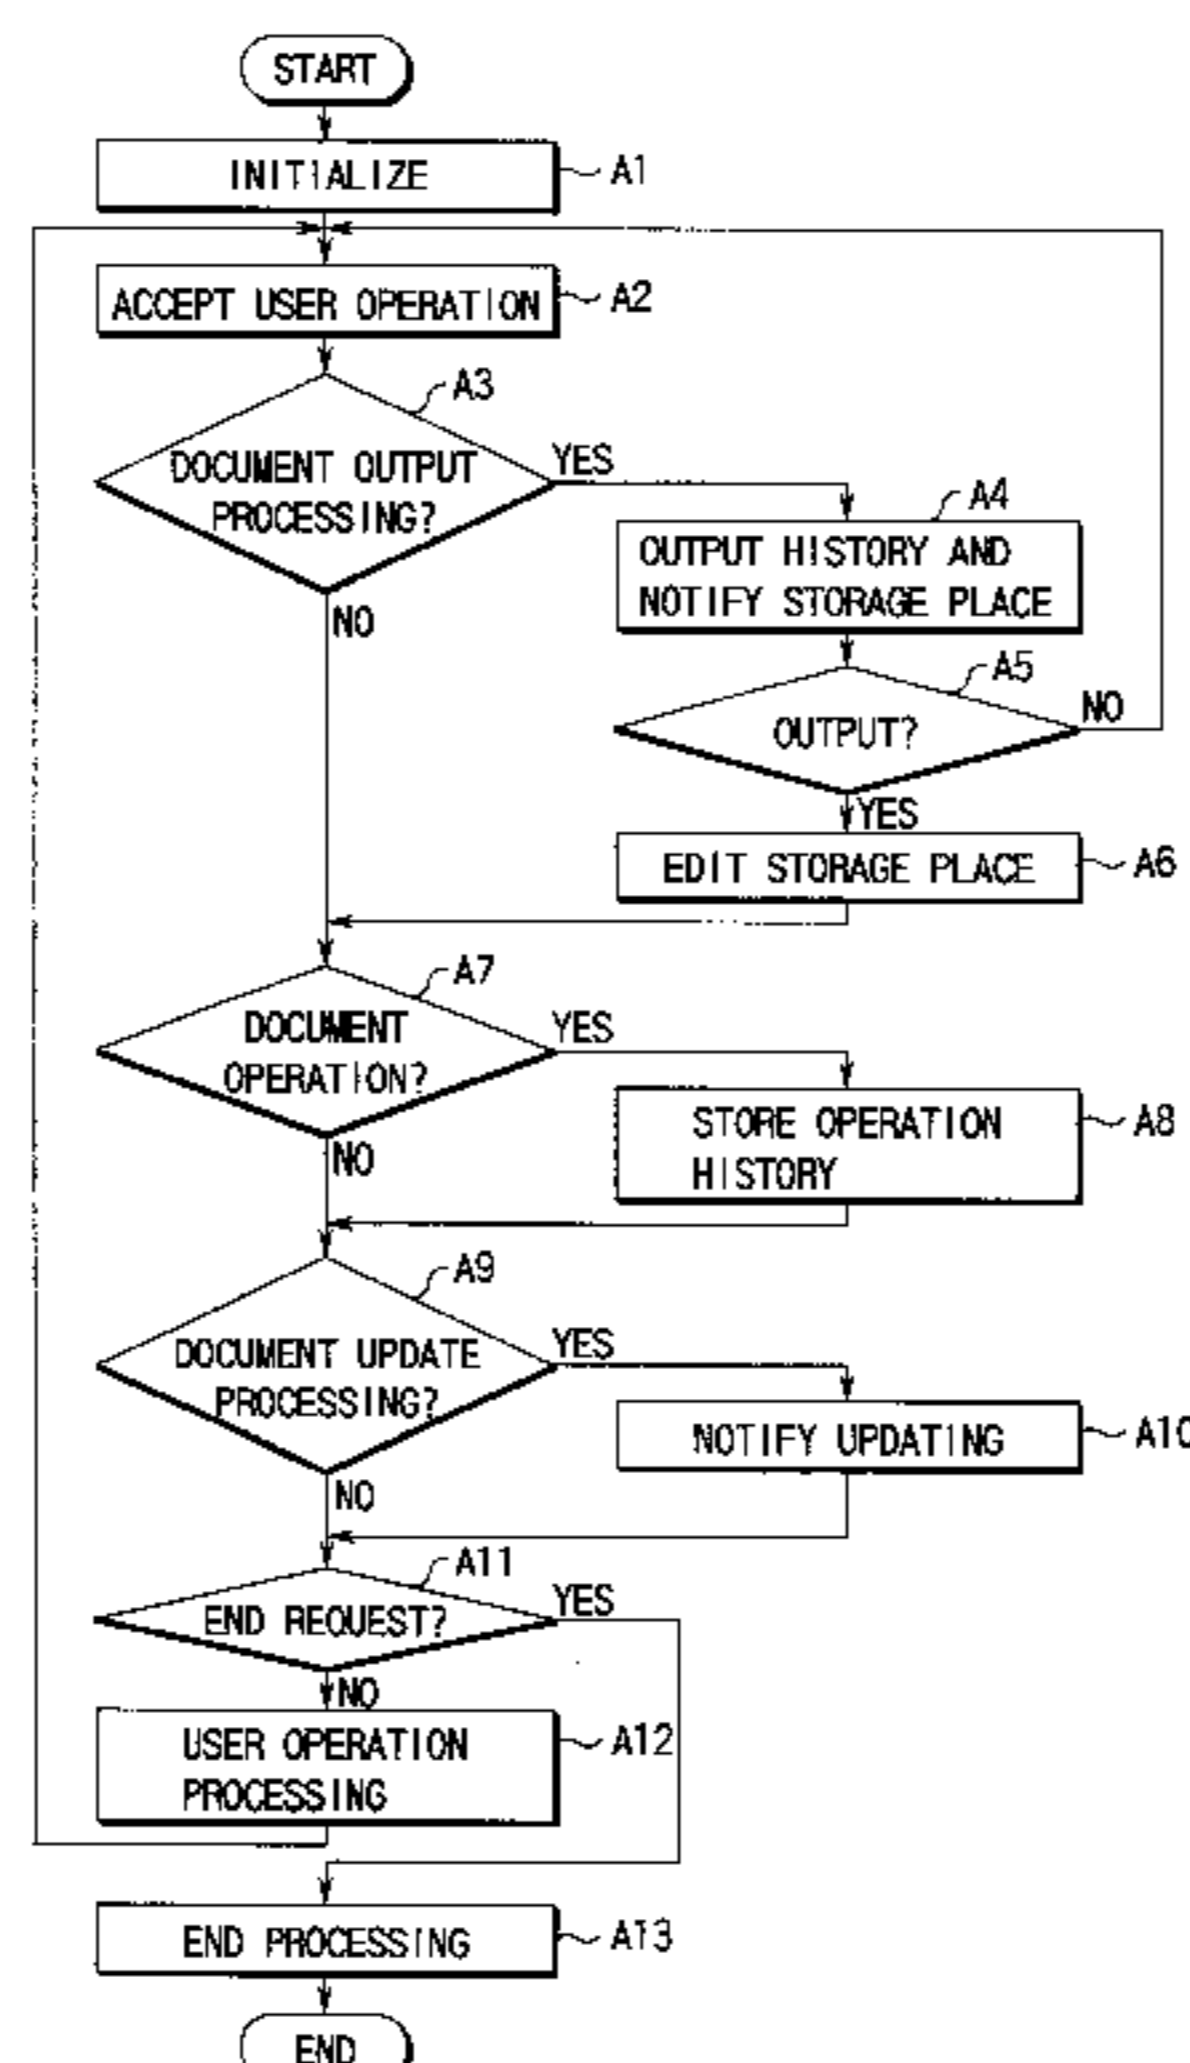 START
INITIALIZE
A1
ACCEPT USER OPERATION
A2
A3
DOCUMENT OUTPUT
PROCESSING?
YES
NO
A4
OUTPUT HISTORY AND
NOTIFY STORAGE PLACE
A5
OUTPUT?
NO
YES
EDIT STORAGE PLACE
A6
A7
DOCUMENT
OPERATION?
YES
NO
STORE OPERATION
HISTORY
A8
A9
DOCUMENT UPDATE
PROCESSING?
YES
NO
NOTIFY UPDATING
A10
A11
END REQUEST?
YES
NO
USER OPERATION
PROCESSING
A12
END PROCESSING
A13
END